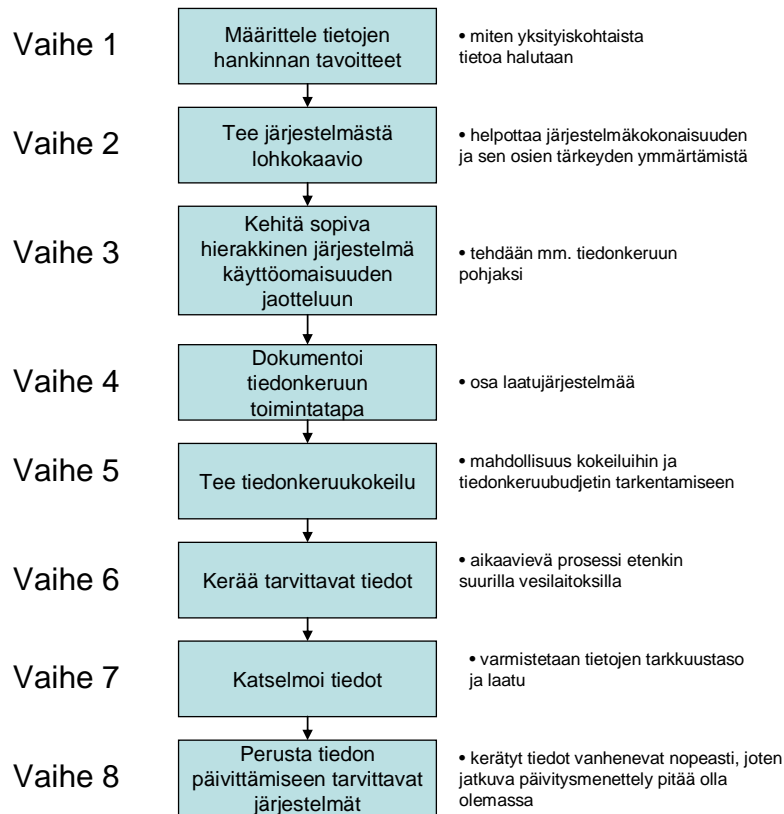 Vaihe 1
Määrittele tietojen
hankinnan tavoitteet
• miten yksityiskohtaista
tietoa halutaan
Vaihe 2
Tee järjestelmästä
lohkokaavio
• helpottaa järjestelmäkokonaisuuden
ja sen osien tärkeyden ymmärtämistä
Vaihe 3
Kehitä sopiva
hierakkinen järjestelmä
käyttöomaisuuden
jaotteluun
• tehdään mm. tiedonkeruun
pohjaksi
Vaihe 4
Dokumentoi
tiedonkeruun
toimintatapa
• osa laatujärjestelmää
Vaihe 5
Tee tiedonkeruukokeilu
• mahdollisuus kokeiluihin ja
tiedonkeruubudjetin tarkentamiseen
Vaihe 6
Kerää tarvittavat tiedot
• aikaavievä prosessi etenkin
suurilla vesilaitoksilla
Vaihe 7
Katselmoi tiedot
• varmistetaan tietojen tarkkuustaso
ja laatu
Vaihe 8
Perusta tiedon
päivittämiseen tarvittavat
järjestelmät
• kerätyt tiedot vanhenevat nopeasti, joten
jatkuva päivitysmenettely pitää olla
olemassa